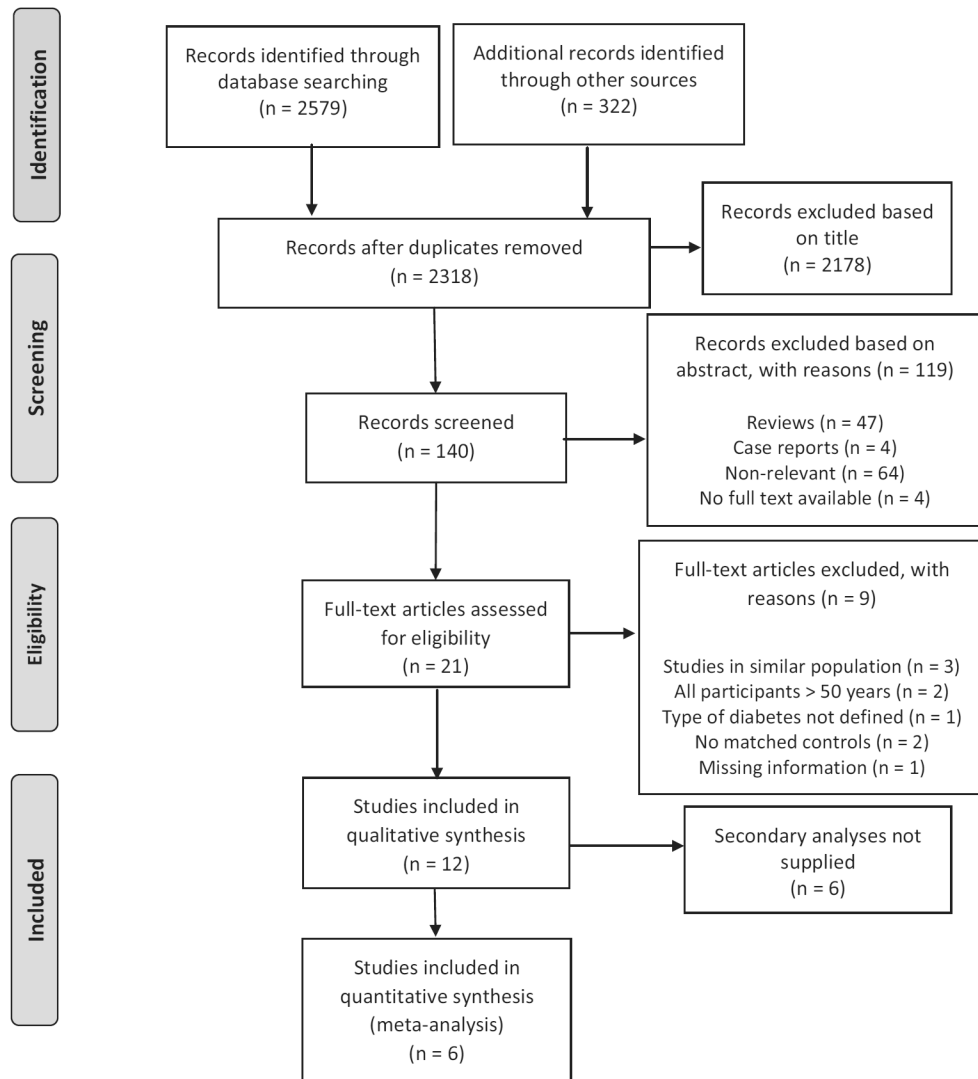 Identification
Records identified through
database searching
(n = 2579)
Additional records identified
through other sources
(n = 322)
Records after duplicates removed
(n = 2318)
Records excluded based
on title
(n = 2178)
Screening
Records screened
(n = 140)
Records excluded based on
abstract, with reasons (n = 119)
Reviews (n = 47)
Case reports (n = 4)
Non-relevant (n = 64)
No full text available (n = 4)
Eligibility
Full-text articles assessed
for eligibility
(n = 21)
Full-text articles excluded, with
reasons (n = 9)
Studies in similar population (n = 3)
All participants > 50 years (n = 2)
Type of diabetes not defined (n = 1)
No matched controls (n = 2)
Missing information (n = 1)
Included
Studies included in
qualitative synthesis
(n = 12)
Secondary analyses not
supplied
(n = 6)
Studies included in
quantitative synthesis
(meta-analysis)
(n = 6)